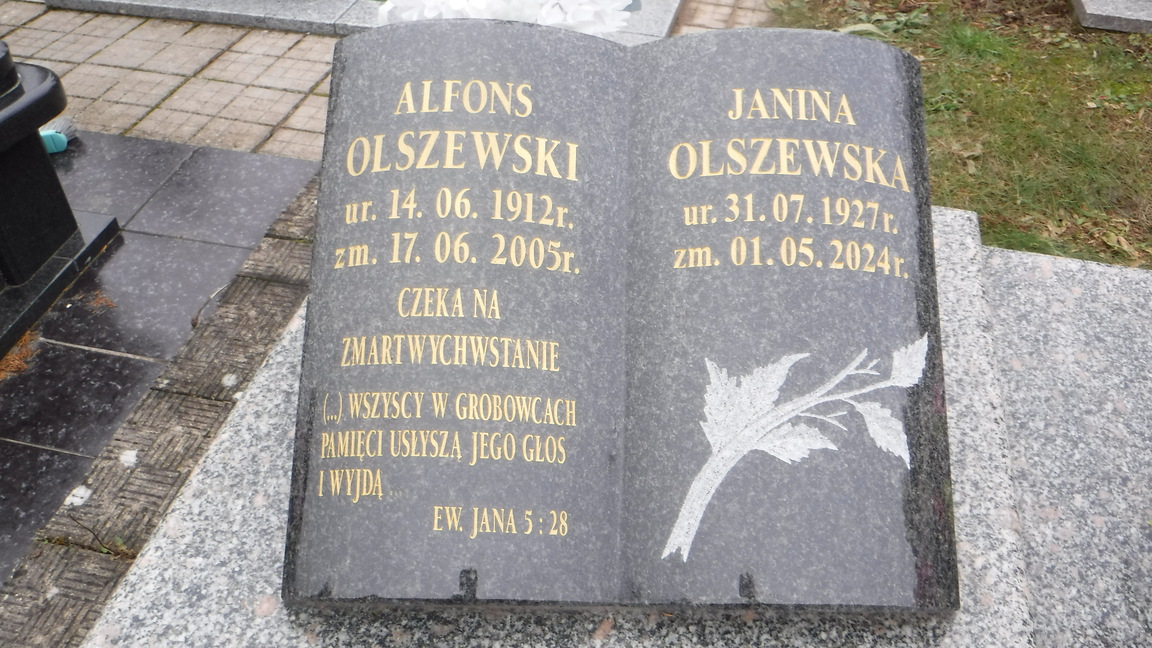 ALFONS
OLSZEWSKI
ur. 14. 06. 1912r.
zm. 17. 06. 2005r.
CZEKA NA
ZMARTWYCHWSTANIE
(...) WSZYSCY W GROBOWCACH
PAMIĘCI USŁYSZĄ JEGO GŁOS
I WYJDĄ ...
EW. JANA 5 : 28
JANINA
OLSZEWSKA
ur. 31. 07. 1927r.
zm. 01. 05. 2024r.